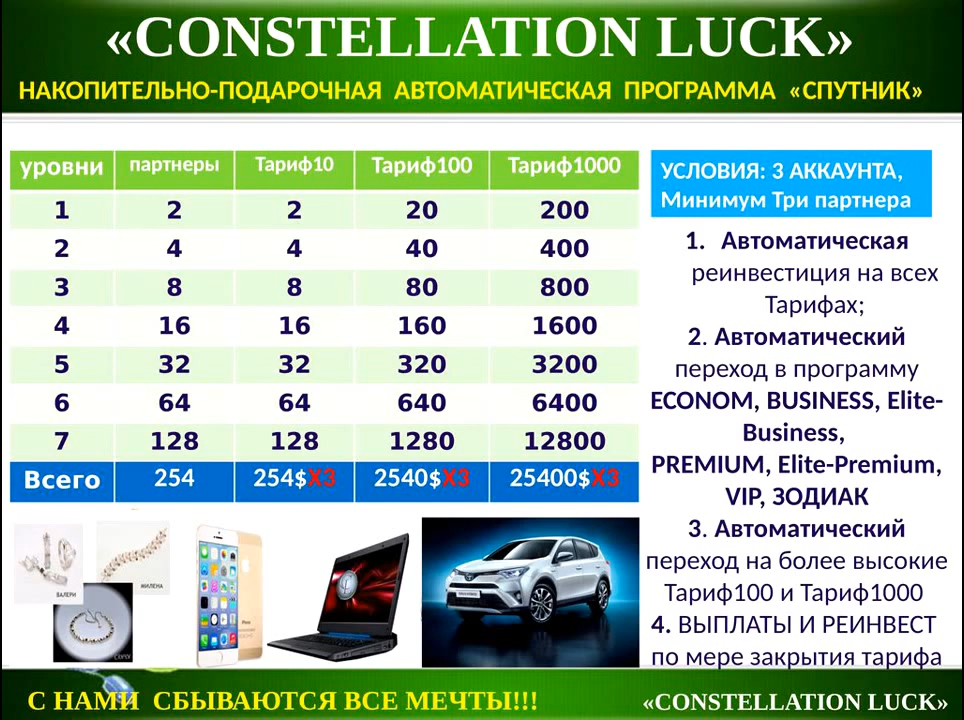 «CONSTELLATION LUCK»
НАКОПИТЕЛЬНО-ПОДАРОЧНАЯ АВТОМАТИЧЕСКАЯ ПРОГРАММА «СПУТНИК»
уровни партнеры Тариф10 Тариф100 Тариф1000
1 2 2 20 200
2 4 4 40 400
3 8 8 80 800
4 16 16 160 1600
5 32 32 320 3200
6 64 64 640 6400
7 128 128 1280 12800
Всего 254 254$X3 2540$X3 25400$X3
УСЛОВИЯ: 3 АККАУНТА,
Минимум Три партнера
1. Автоматическая
реинвестиция на всех
Тарифах;
2. Автоматический
переход в программу
ECONOM, BUSINESS, Elite-
Business,
PREMIUM, Elite-Premium,
VIP, ЗОДИАК
3. Автоматический
переход на более высокие
Тариф100 и Тариф1000
4. ВЫПЛАТЫ И РЕИНВЕСТ
по мере закрытия тарифа
ВАЛЕРИ
МИЛЕНА
С НАМИ СБЫВАЮТСЯ ВСЕ МЕЧТЫ!!!
«CONSTELLATION LUCK»